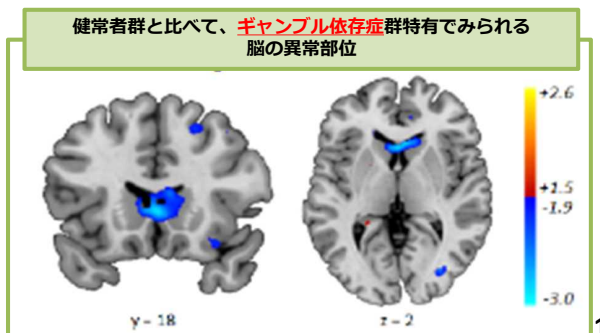 健常者群と比べて、ギャンブル依存症群特有でみられる
脳の異常部位
+2.6
+1.5
-1.9
-3.0
y – 18
z – 2